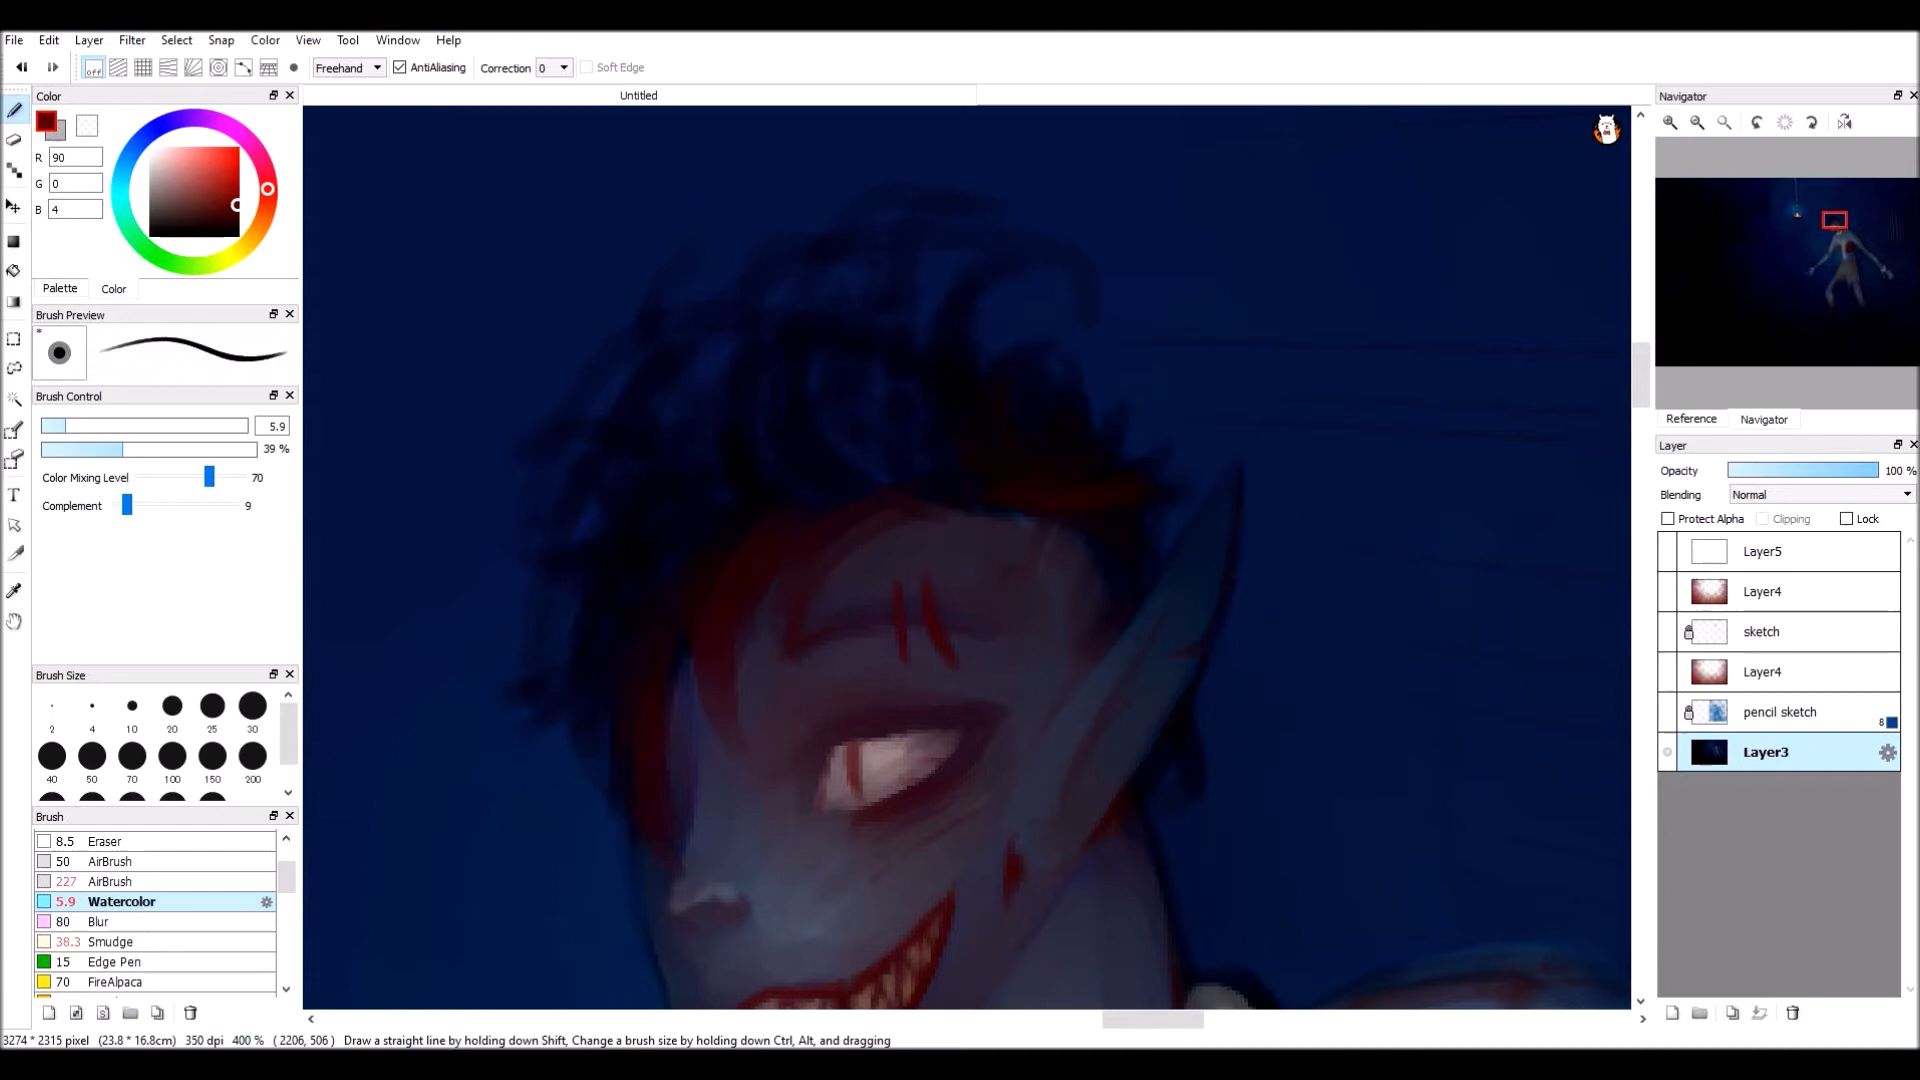 File Edit Layer Filter Select Snap Color View Tool Window Help
off Freehand AntiAliasing Correction 0 Soft Edge
Color
Untitled
Navigator
R 90
G 0
B 4
Palette Color
Brush Preview
*
Brush Control
5.9
39 %
Color Mixing Level 70
Complement 9
Reference Navigator
Layer
Opacity 100 %
Blending Normal
Protect Alpha Clipping Lock
Layer5
Layer4
sketch
Layer4
pencil sketch
8
Layer3
Brush Size
2 4 10 20 25 30
40 50 70 100 150 200
Brush
8.5 Eraser
50 AirBrush
227 AirBrush
5.9 Watercolor
80 Blur
38.3 Smudge
15 Edge Pen
70 FireAlpaca
S
3274 * 2315 pixel (23.8 * 16.8cm) 350 dpi 400 % ( 2206, 506 ) Draw a straight line by holding down Shift, Change a brush size by holding down Ctrl, Alt, and dragging